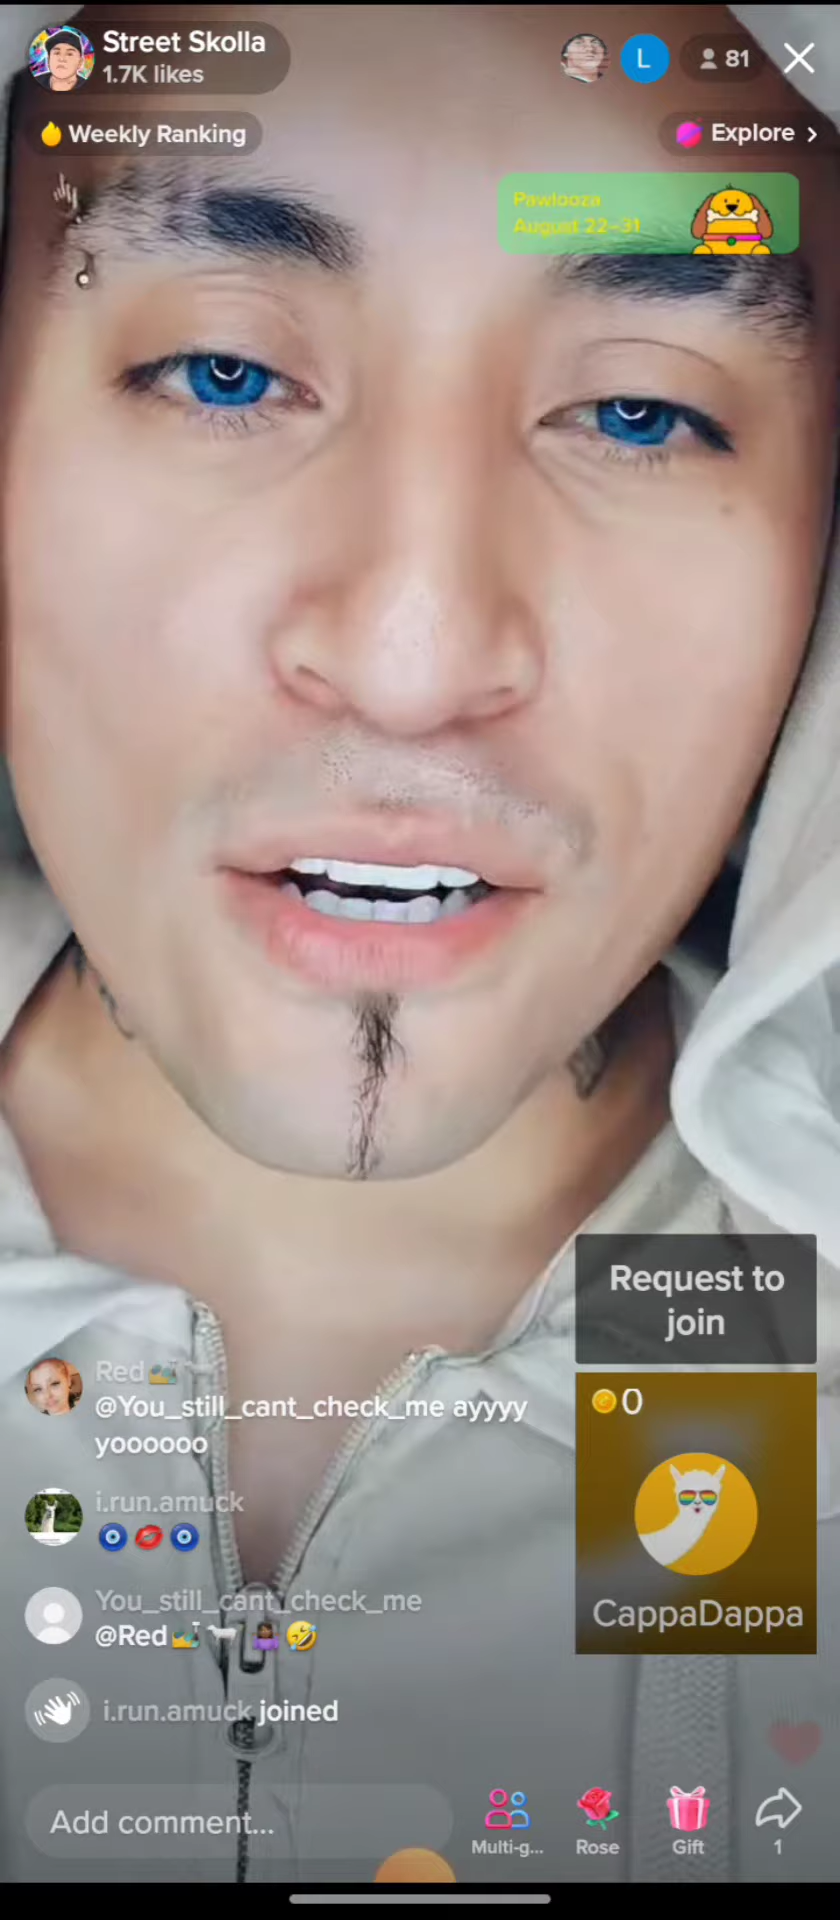 Street Skolla
1.7K likes
L
81
Weekly Ranking
Explore
Pawlooza
August 22-31
Request to
join
Red
@You_still_cant_check_me ayyyy
yoooooo
0
i.run.amuck
You_still_cant_check_me
@Red
CappaDappa
i.run.amuck joined
Add comment...
Multi-g...
Rose
Gift
1